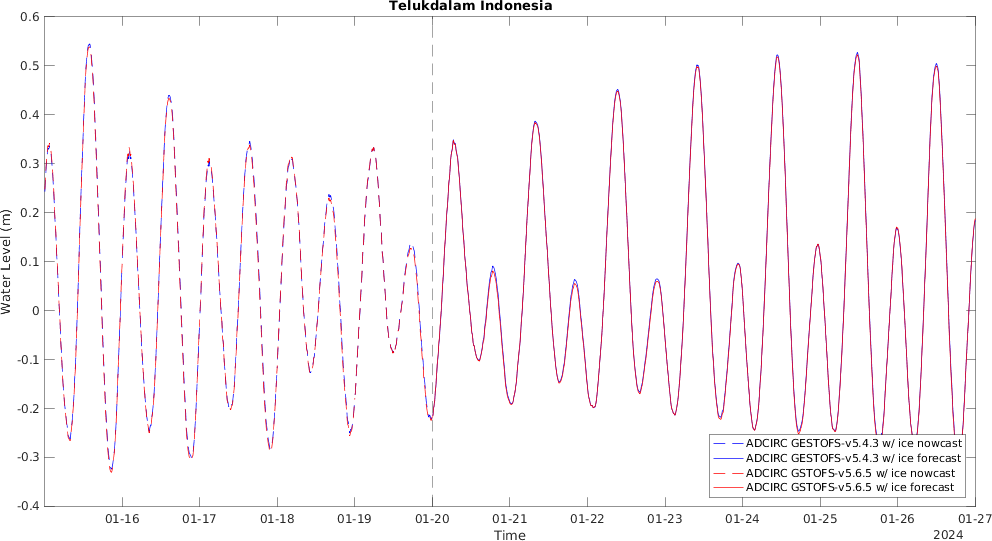 Telukdalam Indonesia
0.6
0.5
0.4
0.3
0.2
0.1
0
-0.1
-0.2
-0.3
-0.4
Water Level (m)
ADCIRC GESTOFS-v5.4.3 w/ ice nowcast
ADCIRC GESTOFS-v5.4.3 w/ ice forecast
ADCIRC GSTOFS-v5.6.5 w/ ice nowcast
ADCIRC GSTOFS-v5.6.5 w/ ice forecast
01-16 01-17 01-18 01-19 01-20 01-21 01-22 01-23 01-24 01-25 01-26 01-27
Time
2024